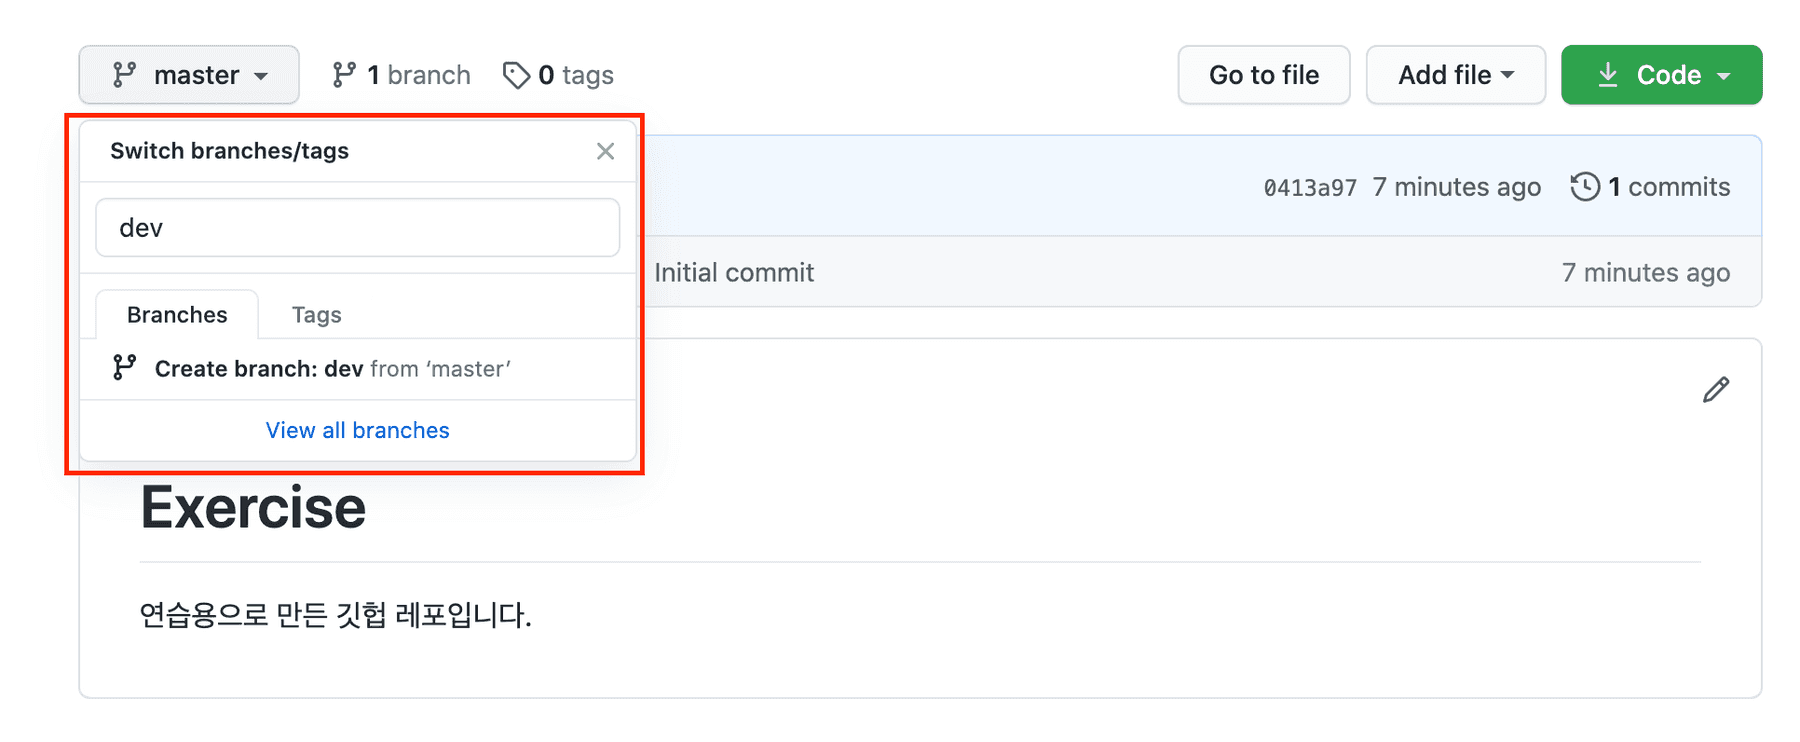 master 1 branch 0 tags Go to file Add file Code
Switch branches/tags
0413a97 7 minutes ago 1 commits
dev
Initial commit 7 minutes ago
Branches Tags
Create branch: dev from ‘master’
View all branches
Exercise
연습용으로 만든 깃헙 레포입니다.